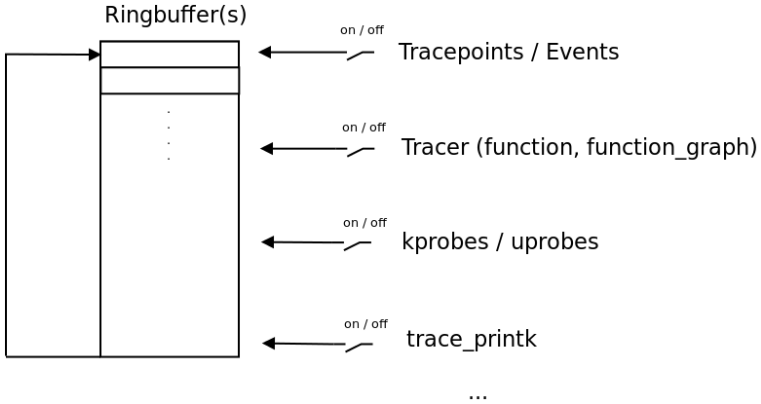 Ringbuffer(s)
on / off
Tracepoints / Events
on / off
Tracer (function, function_graph)
on / off
kprobes / uprobes
on / off
trace_printk
...